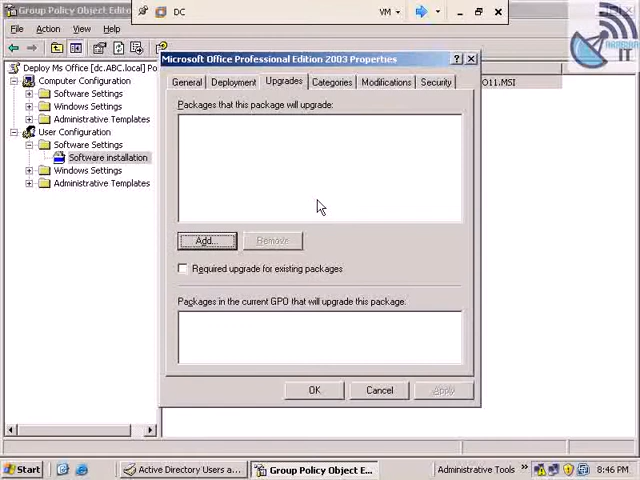 Group Policy Object Edito
DC
VM
File Action View Help
Deploy Ms Office [dc.ABC.local] Po
Computer Configuration
Software Settings
Windows Settings
Administrative Templates
User Configuration
Software Settings
Software installation
Windows Settings
Administrative Templates
O11.MSI
IT
Microsoft Office Professional Edition 2003 Properties
General Deployment Upgrades Categories Modifications Security
Packages that this package will upgrade:
Add... Remove
Required upgrade for existing packages
Packages in the current GPO that will upgrade this package.
OK Cancel Apply
Start Active Directory Users a... Group Policy Object E... Administrative Tools » 8:46 PM